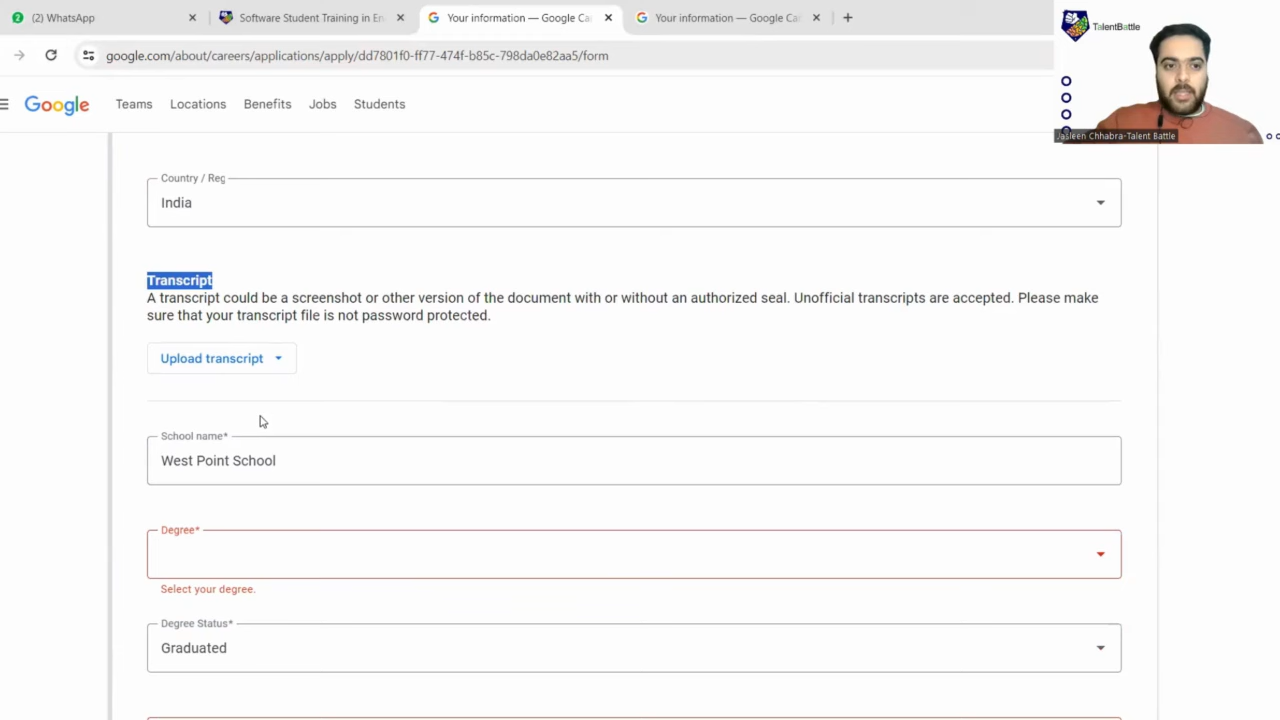 (2) WhatsApp
Software Student Training in En
Your information — Google Ca
Your information — Google Ca
google.com/about/careers/applications/apply/dd7801f0-ff77-474f-b85c-798da0e82aa5/form
TalentBattle
Jasleen Chhabra-Talent Battle
Google
Teams
Locations
Benefits
Jobs
Students
Country / Reg
India
Transcript
A transcript could be a screenshot or other version of the document with or without an authorized seal. Unofficial transcripts are accepted. Please make
sure that your transcript file is not password protected.
Upload transcript
School name*
West Point School
Degree*
Select your degree.
Degree Status*
Graduated